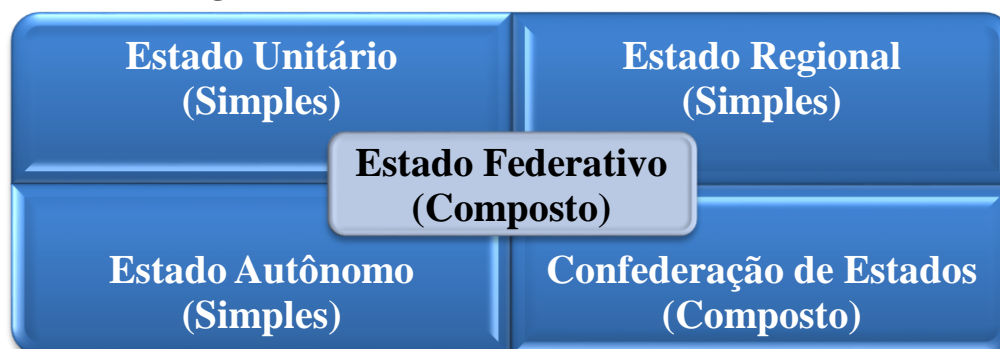 Estado Unitário
(Simples)
Estado Regional
(Simples)
Estado Federativo
(Composto)
Estado Autônomo
(Simples)
Confederação de Estados
(Composto)